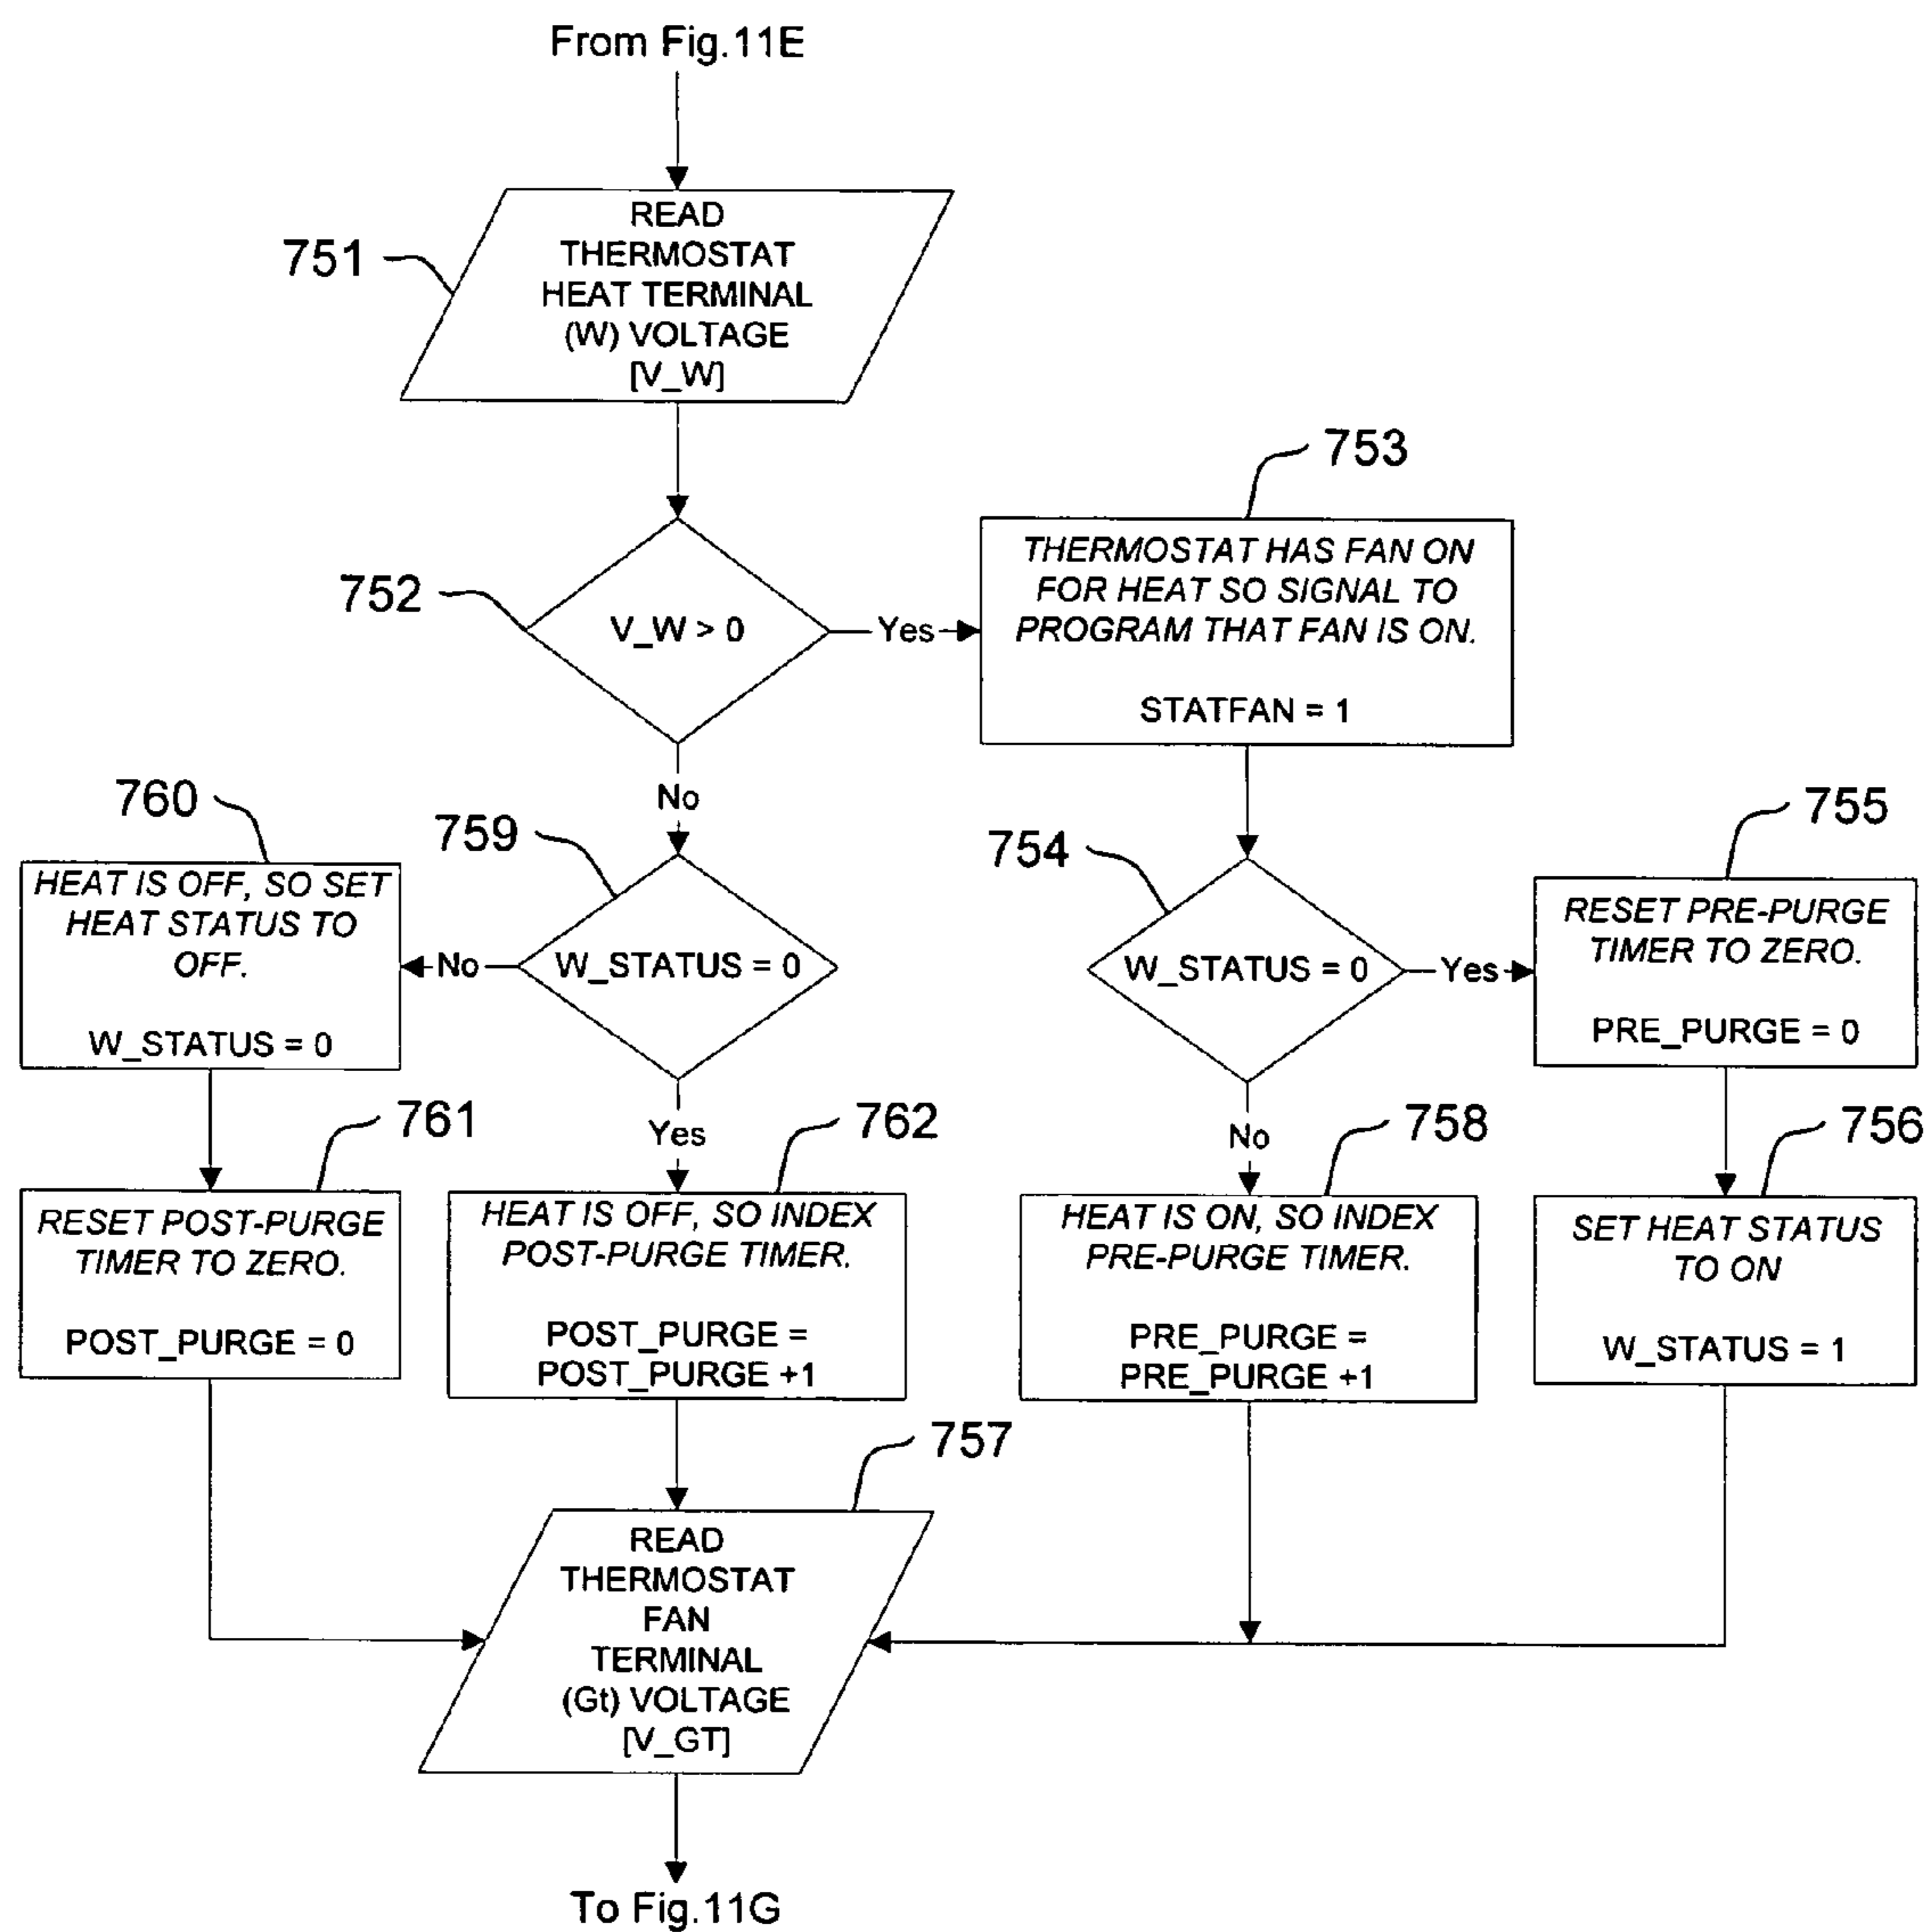 From Fig.11E
751
READ
THERMOSTAT
HEAT TERMINAL
(W) VOLTAGE
[V_W]
752
V_W > 0
Yes
No
753
THERMOSTAT HAS FAN ON
FOR HEAT SO SIGNAL TO
PROGRAM THAT FAN IS ON.
STATFAN = 1
760
HEAT IS OFF, SO SET
HEAT STATUS TO
OFF.
W_STATUS = 0
759
W_STATUS = 0
No
Yes
754
W_STATUS = 0
Yes
No
755
RESET PRE-PURGE
TIMER TO ZERO.
PRE_PURGE = 0
761
RESET POST-PURGE
TIMER TO ZERO.
POST_PURGE = 0
762
HEAT IS OFF, SO INDEX
POST-PURGE TIMER.
POST_PURGE =
POST_PURGE +1
758
HEAT IS ON, SO INDEX
PRE-PURGE TIMER.
PRE_PURGE =
PRE_PURGE +1
756
SET HEAT STATUS
TO ON
W_STATUS = 1
757
READ
THERMOSTAT
FAN
TERMINAL
(Gt) VOLTAGE
[V_GT]
To Fig.11G